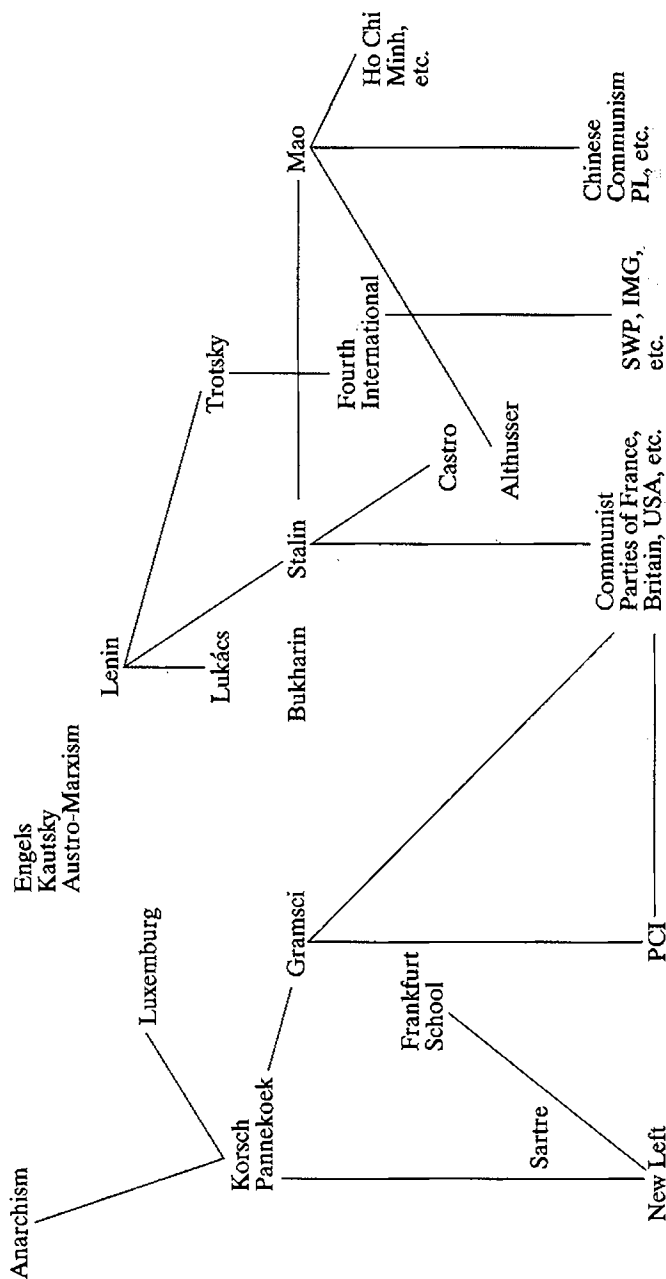 Engels
Kautsky
Austro-Marxism
Anarchism
Luxemburg
Lenin
Korsch
Pannekoek
Lukács
Trotsky
Gramsci
Bukharin
Stalin
Mao
Ho Chi
Minh,
etc.
Frankfurt
School
Fourth
International
Castro
Sartre
Althusser
New Left
PCI
Communist
Parties of France,
Britain, USA, etc.
SWP, IMG,
etc.
Chinese
Communism
PL, etc.